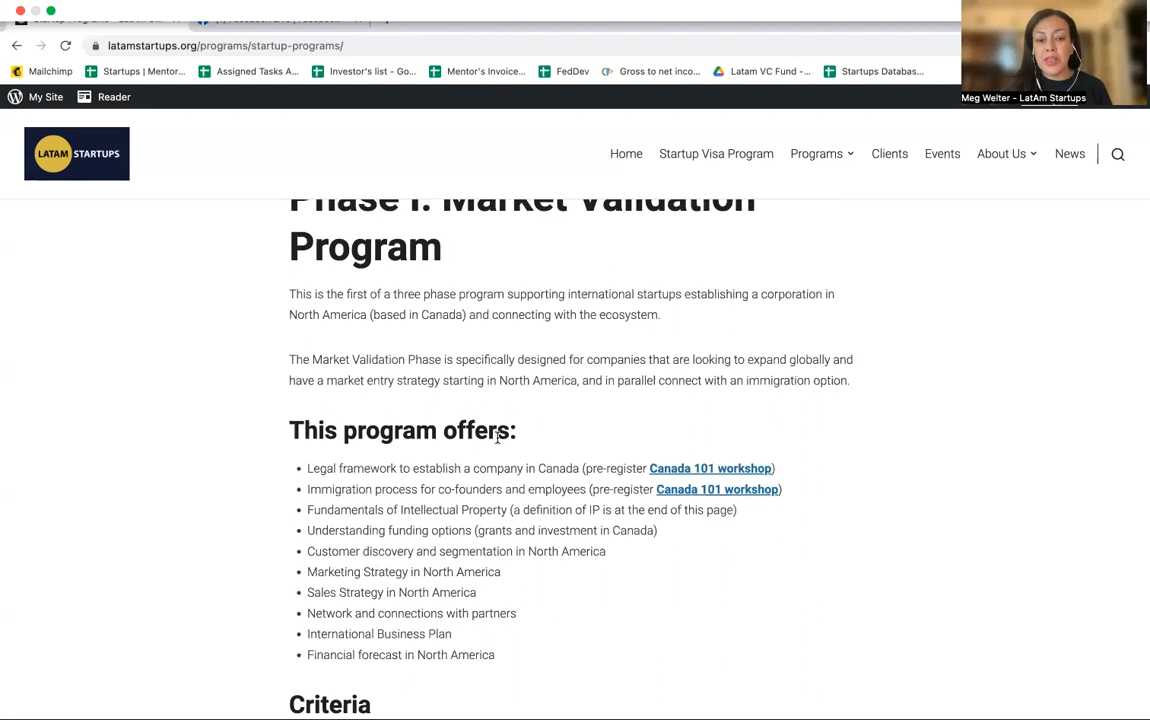 latamstartups.org/programs/startup-programs/
Mailchimp
Startups | Mentor...
Assigned Tasks A...
Investor's list - Go...
Mentor's Invoice...
FedDev
Gross to net inco...
Latam VC Fund -...
Startups Databas...
Meg Welter - LatAm Startups
My Site
Reader
LATAM STARTUPS
Home
Startup Visa Program
Programs
Clients
Events
About Us
News
Phase I: Market Validation
Program
This is the first of a three phase program supporting international startups establishing a corporation in
North America (based in Canada) and connecting with the ecosystem.
The Market Validation Phase is specifically designed for companies that are looking to expand globally and
have a market entry strategy starting in North America, and in parallel connect with an immigration option.
This program offers:
• Legal framework to establish a company in Canada (pre-register Canada 101 workshop)
• Immigration process for co-founders and employees (pre-register Canada 101 workshop)
• Fundamentals of Intellectual Property (a definition of IP is at the end of this page)
• Understanding funding options (grants and investment in Canada)
• Customer discovery and segmentation in North America
• Marketing Strategy in North America
• Sales Strategy in North America
• Network and connections with partners
• International Business Plan
• Financial forecast in North America
Criteria